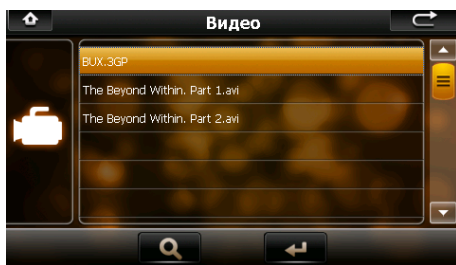 Видео
BUX.3GP
The Beyond Within. Part 1.avi
The Beyond Within. Part 2.avi